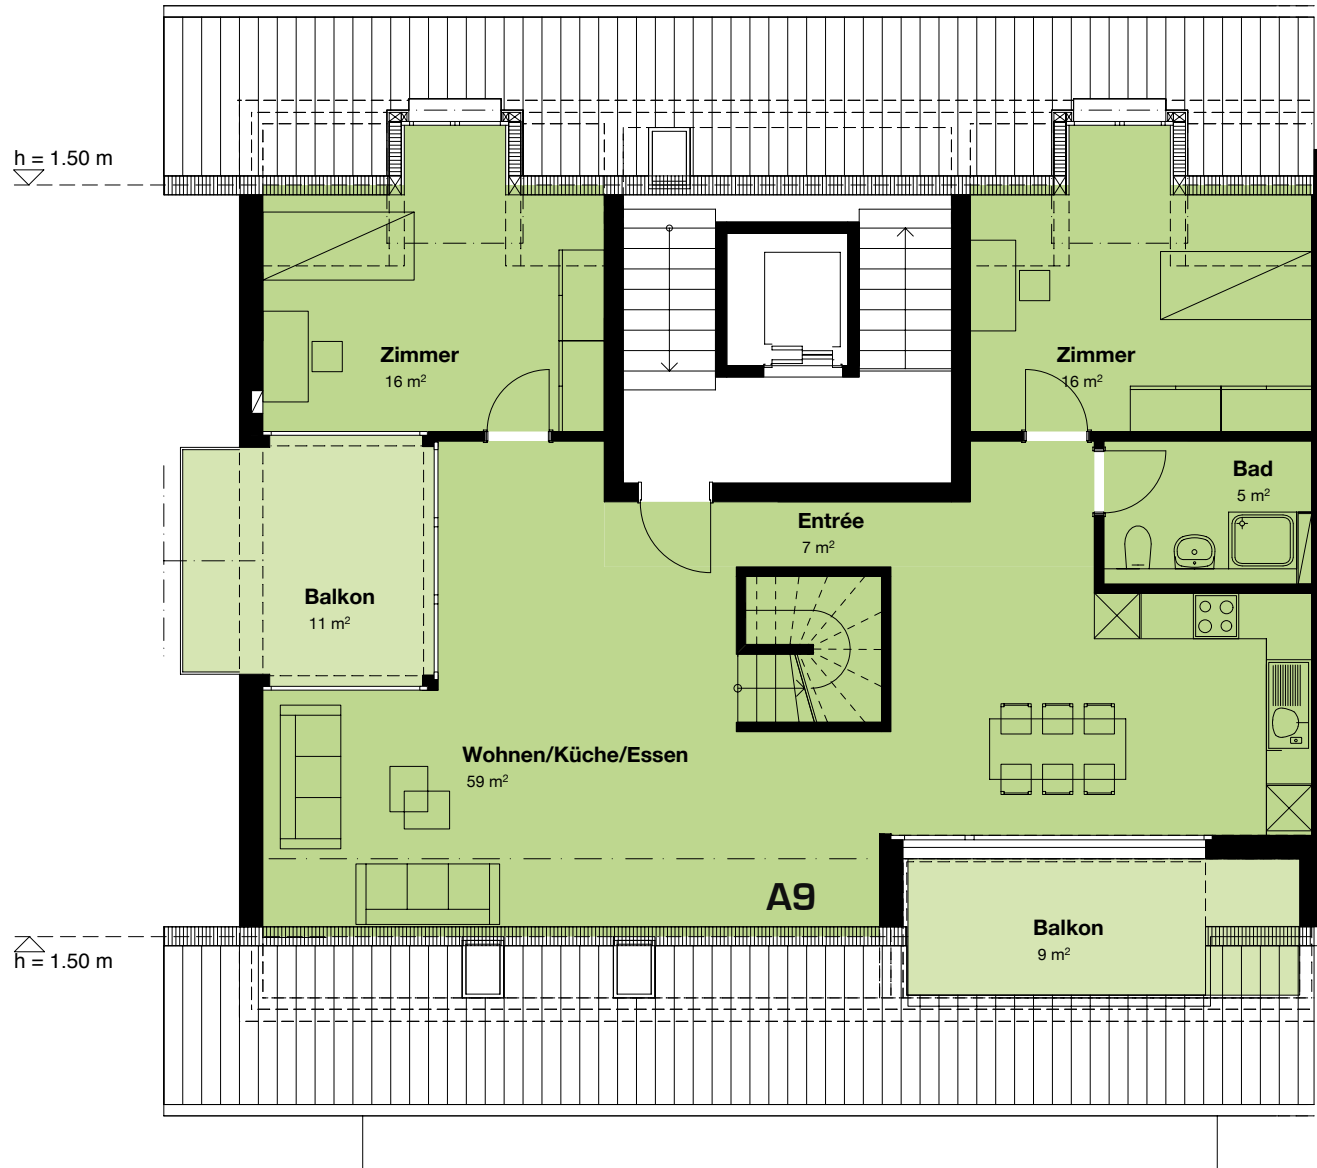 h = 1.50 m
Zimmer
16 m²
Zimmer
16 m²
Bad
5 m²
Entrée
7 m²
Balkon
11 m²
Wohnen/Küche/Essen
59 m²
A9
Balkon
9 m²
h = 1.50 m